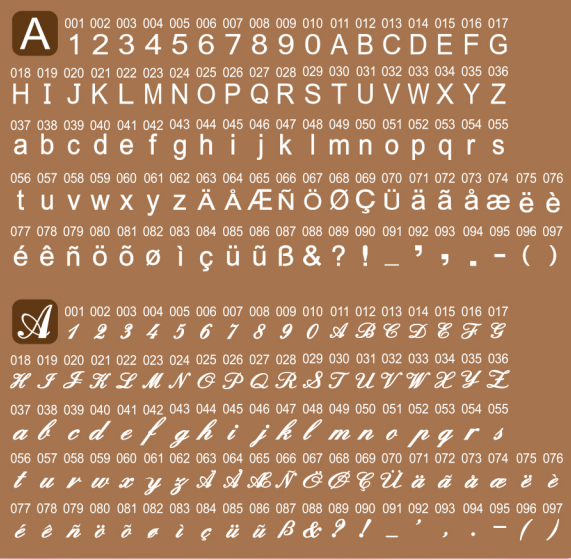 A
001 002 003 004 005 006 007 008 009 010 011 012 013 014 015 016 017
1 2 3 4 5 6 7 8 9 0 A B C D E F G
018 019 020 021 022 023 024 025 026 027 028 029 030 031 032 033 034 035 036
H I J K L M N O P Q R S T U V W X Y Z
037 038 039 040 041 042 043 044 045 046 047 048 049 050 051 052 053 054 055
a b c d e f g h i j k l m n o p q r s
056 057 058 059 060 061 062 063 064 065 066 067 068 069 070 071 072 073 074 075 076
t u v w x y z Ä Å Æ Ñ Ö Ø Ç Ü ä ã å æ ë è
077 078 079 080 081 082 083 084 085 086 087 088 089 090 091 092 093 094 095 096 097
é ê ñ ö õ ø ì ç ü ũ ß & ? ! _ ’ , . - ( )
A
001 002 003 004 005 006 007 008 009 010 011 012 013 014 015 016 017
1 2 3 4 5 6 7 8 9 0 A B C D E F G
018 019 020 021 022 023 024 025 026 027 028 029 030 031 032 033 034 035 036
H I J K L M N O P Q R S T U V W X Y Z
037 038 039 040 041 042 043 044 045 046 047 048 049 050 051 052 053 054 055
a b c d e f g h i j k l m n o p q r s
056 057 058 059 060 061 062 063 064 065 066 067 068 069 070 071 072 073 074 075 076
t u v w x y z Ä Å Æ Ñ Ö Ø Ç Ü ä ã å æ ë è
077 078 079 080 081 082 083 084 085 086 087 088 089 090 091 092 093 094 095 096 097
é ê ñ ö õ ø ì ç ü ũ ß & ? ! _ ’ , . - ( )